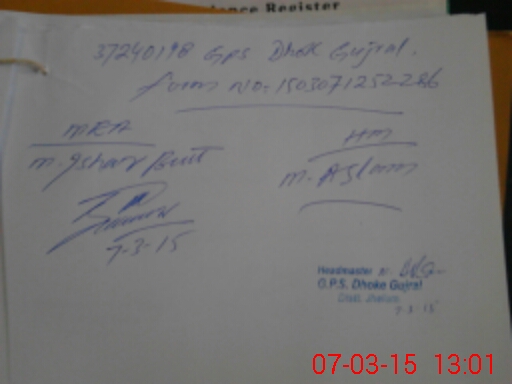 ance Register
37240198 GPS Dhok Gujral.
form no. 1503071252286
MEA
HM
M. Ishaq Butt
M. Aslam
7-3-15
Headmaster
G.P.S. Dhoke Gujral
Distt. Jhelum
7-3-15
07-03-15 13:01